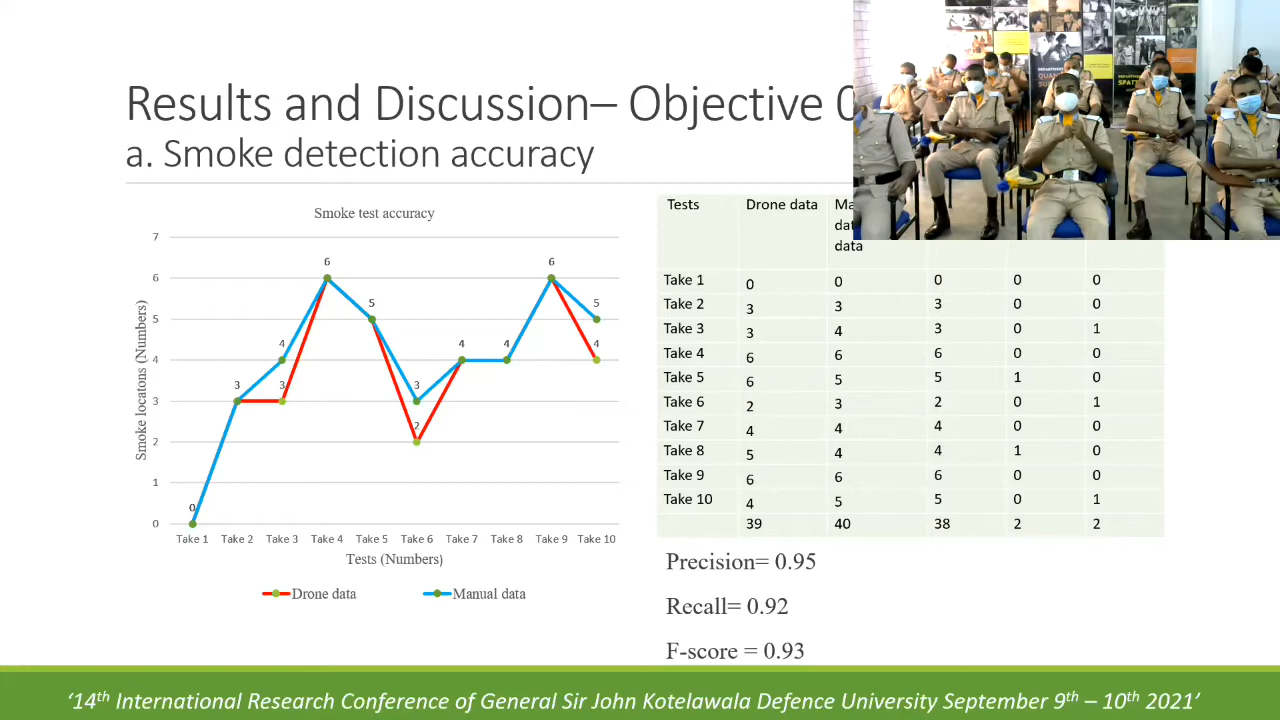 Results and Discussion– Objective
a. Smoke detection accuracy
Smoke test accuracy
7
6
5
4
3
2
1
0
Smoke locatons (Numbers)
0
3
4
3
6
5
3
2
4
4
6
5
4
Take 1 Take 2 Take 3 Take 4 Take 5 Take 6 Take 7 Take 8 Take 9 Take 10
Tests (Numbers)
Drone data Manual data
Tests Drone data
data
Take 1 0 0 0 0 0
Take 2 3 3 3 0 0
Take 3 3 4 3 0 1
Take 4 6 6 6 0 0
Take 5 6 5 5 1 0
Take 6 2 3 2 0 1
Take 7 4 4 4 0 0
Take 8 5 4 4 1 0
Take 9 6 6 6 0 0
Take 10 4 5 5 0 1
39 40 38 2 2
Precision= 0.95
Recall= 0.92
F-score = 0.93
‘14th International Research Conference of General Sir John Kotelawala Defence University September 9th – 10th 2021’